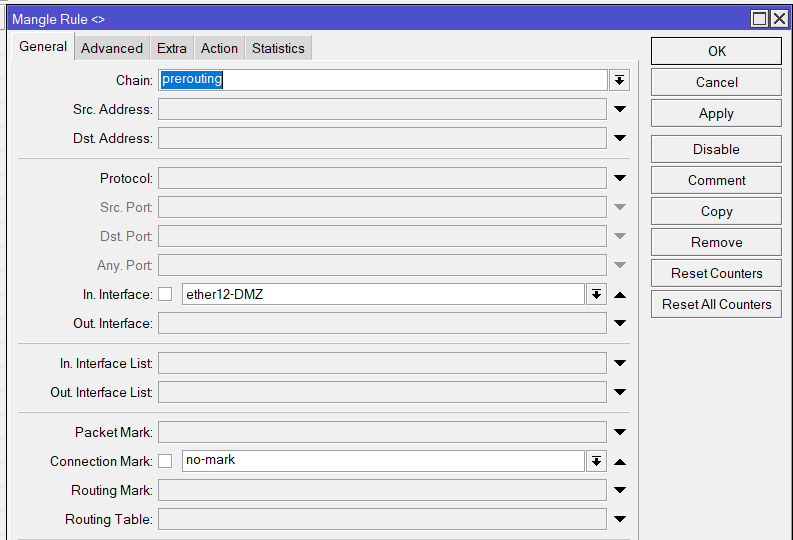 Mangle Rule <>
General Advanced Extra Action Statistics
Chain: prerouting
Src. Address:
Dst. Address:
Protocol:
Src. Port:
Dst. Port:
Any. Port:
In. Interface: ether12-DMZ
Out. Interface:
In. Interface List:
Out. Interface List:
Packet Mark:
Connection Mark: no-mark
Routing Mark:
Routing Table:
OK
Cancel
Apply
Disable
Comment
Copy
Remove
Reset Counters
Reset All Counters